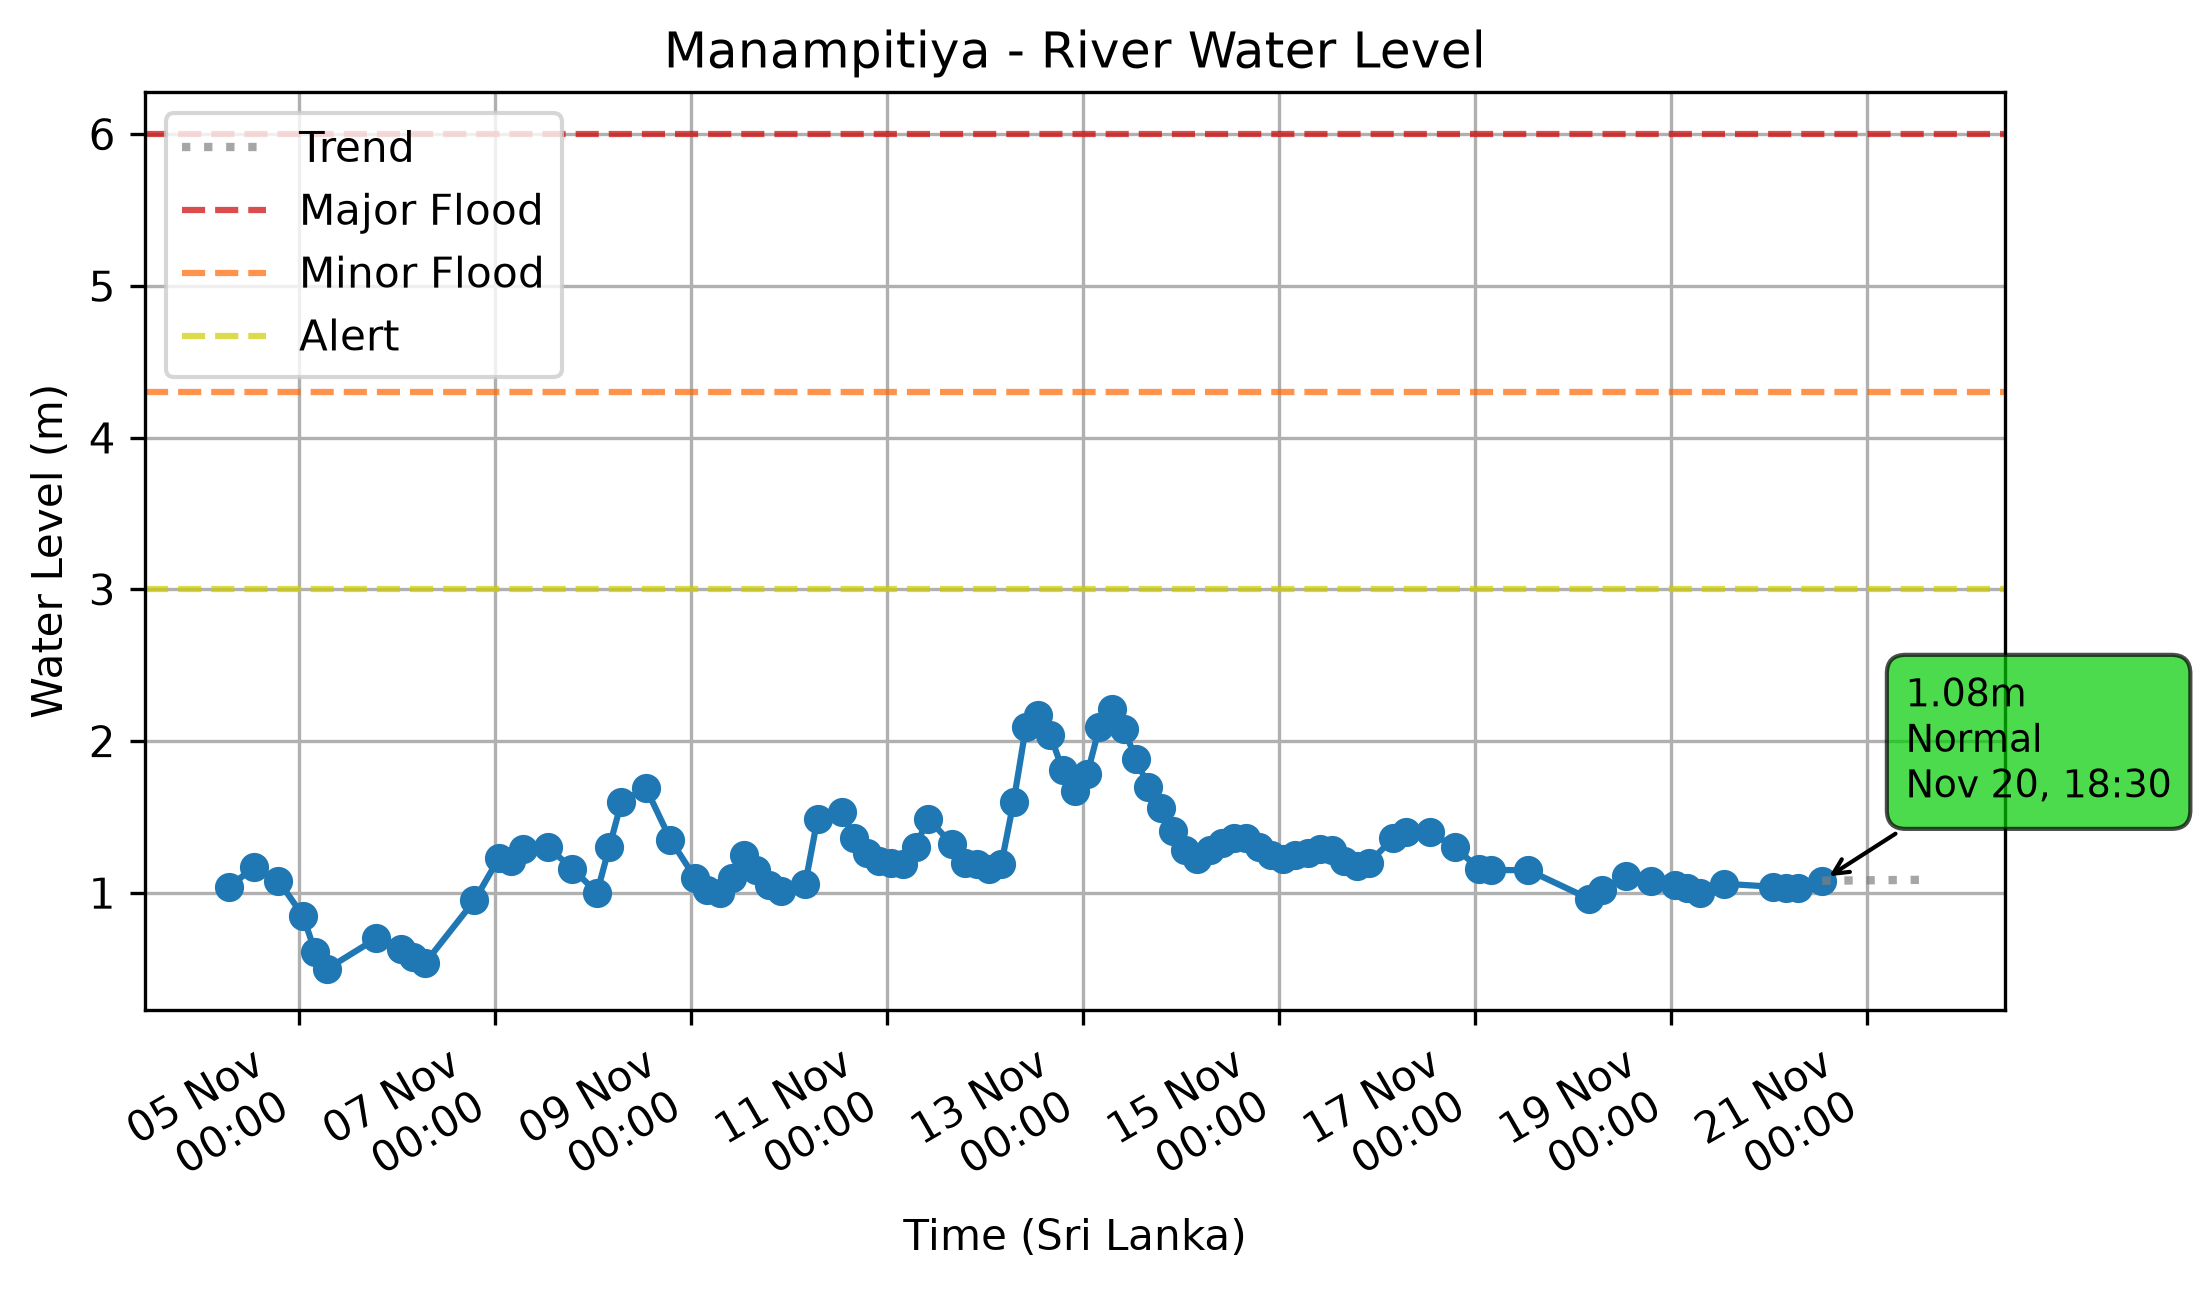 Manampitiya - River Water Level
Trend
Major Flood
Minor Flood
Alert
6
5
4
3
2
1
Water Level (m)
1.08m
Normal
Nov 20, 18:30
05 Nov
00:00
07 Nov
00:00
09 Nov
00:00
11 Nov
00:00
13 Nov
00:00
15 Nov
00:00
17 Nov
00:00
19 Nov
00:00
21 Nov
00:00
Time (Sri Lanka)